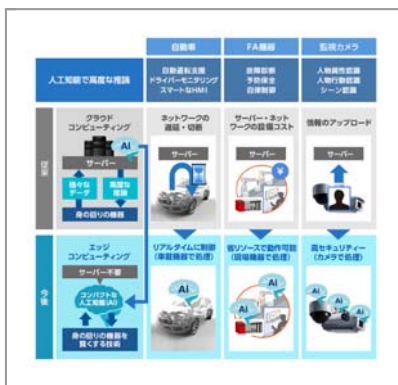 自動車
FA機器
監視カメラ
人工知能で高度な推論
自動運転支援
ドライバーモニタリング
スマートなHMI
故障診断
予防保全
自律制御
人物属性認識
人物行動認識
シーン認識
従来
クラウド
コンピューティング
AI
サーバー
様々な
データ
高度な
推論
身の回りの機器
ネットワークの
遅延・切断
サーバー
サーバー・ネット
ワークの設備コスト
サーバー
¥
情報のアップロード
サーバー
今後
エッジ
コンピューティング
サーバー不要
コンパクトな
人工知能(AI)
身の回りの機器を
賢くする技術
リアルタイムに制御
(車載機器で処理)
AI
省リソースで動作可能
(現場機器で処理)
AI
AI
AI
高セキュリティー
(カメラで処理)
AI
AI
AI